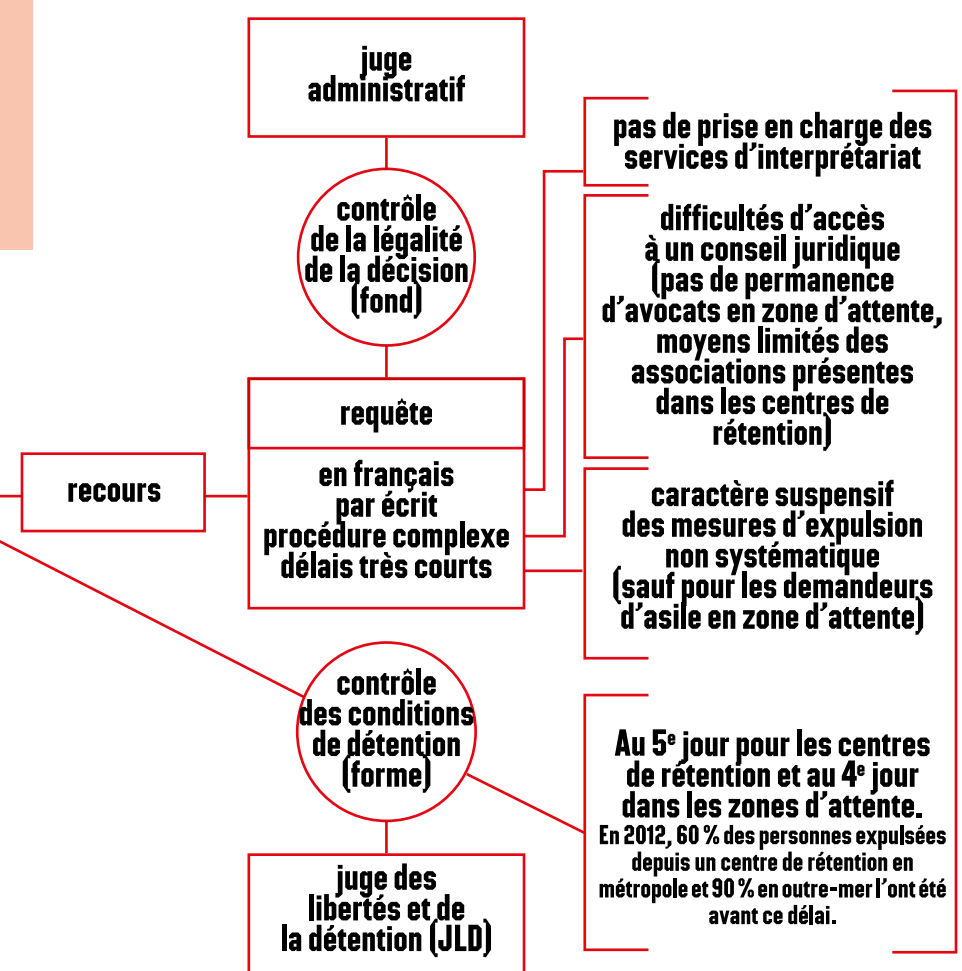 juge
administratif
contrôle
de la légalité
de la décision
(fond)
requête
en français
par écrit
procédure complexe
délais très courts
recours
pas de prise en charge des
services d'interprétariat
difficultés d'accès
à un conseil juridique
(pas de permanence
d'avocats en zone d'attente,
moyens limités des
associations présentes
dans les centres de
rétention)
caractère suspensif
des mesures d'expulsion
non systématique
(sauf pour les demandeurs
d'asile en zone d'attente)
contrôle
des conditions
de détention
(forme)
Au 5e jour pour les centres
de rétention et au 4e jour
dans les zones d'attente.
En 2012, 60 % des personnes expulsées
depuis un centre de rétention en
métropole et 90 % en outre-mer l'ont été
avant ce délai.
juge des
libertés et de
la détention (JLD)